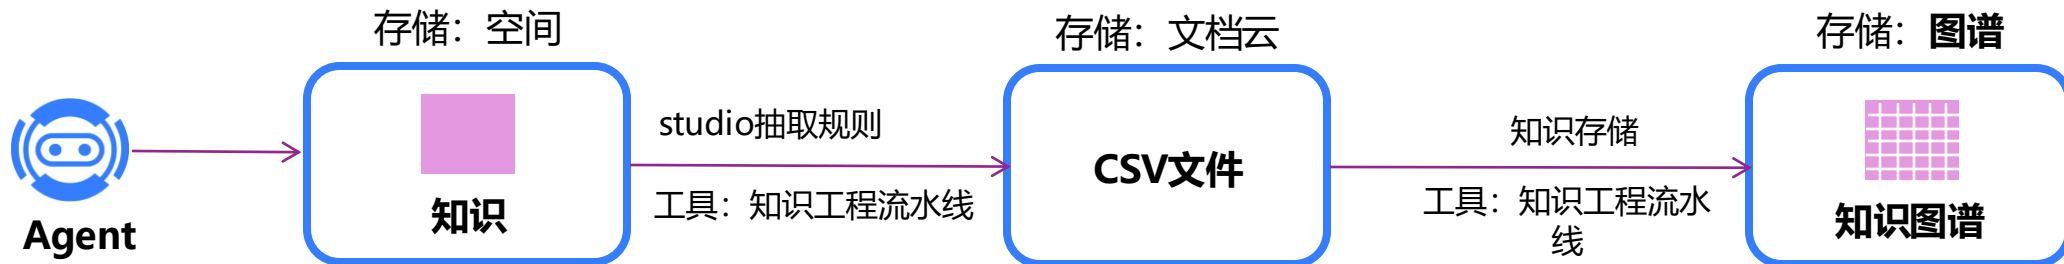 存储：空间
存储：文档云
存储：图谱
studio抽取规则
知识存储
CSV文件
工具：知识工程流水线
工具：知识工程流水
线
知识
知识图谱
Agent